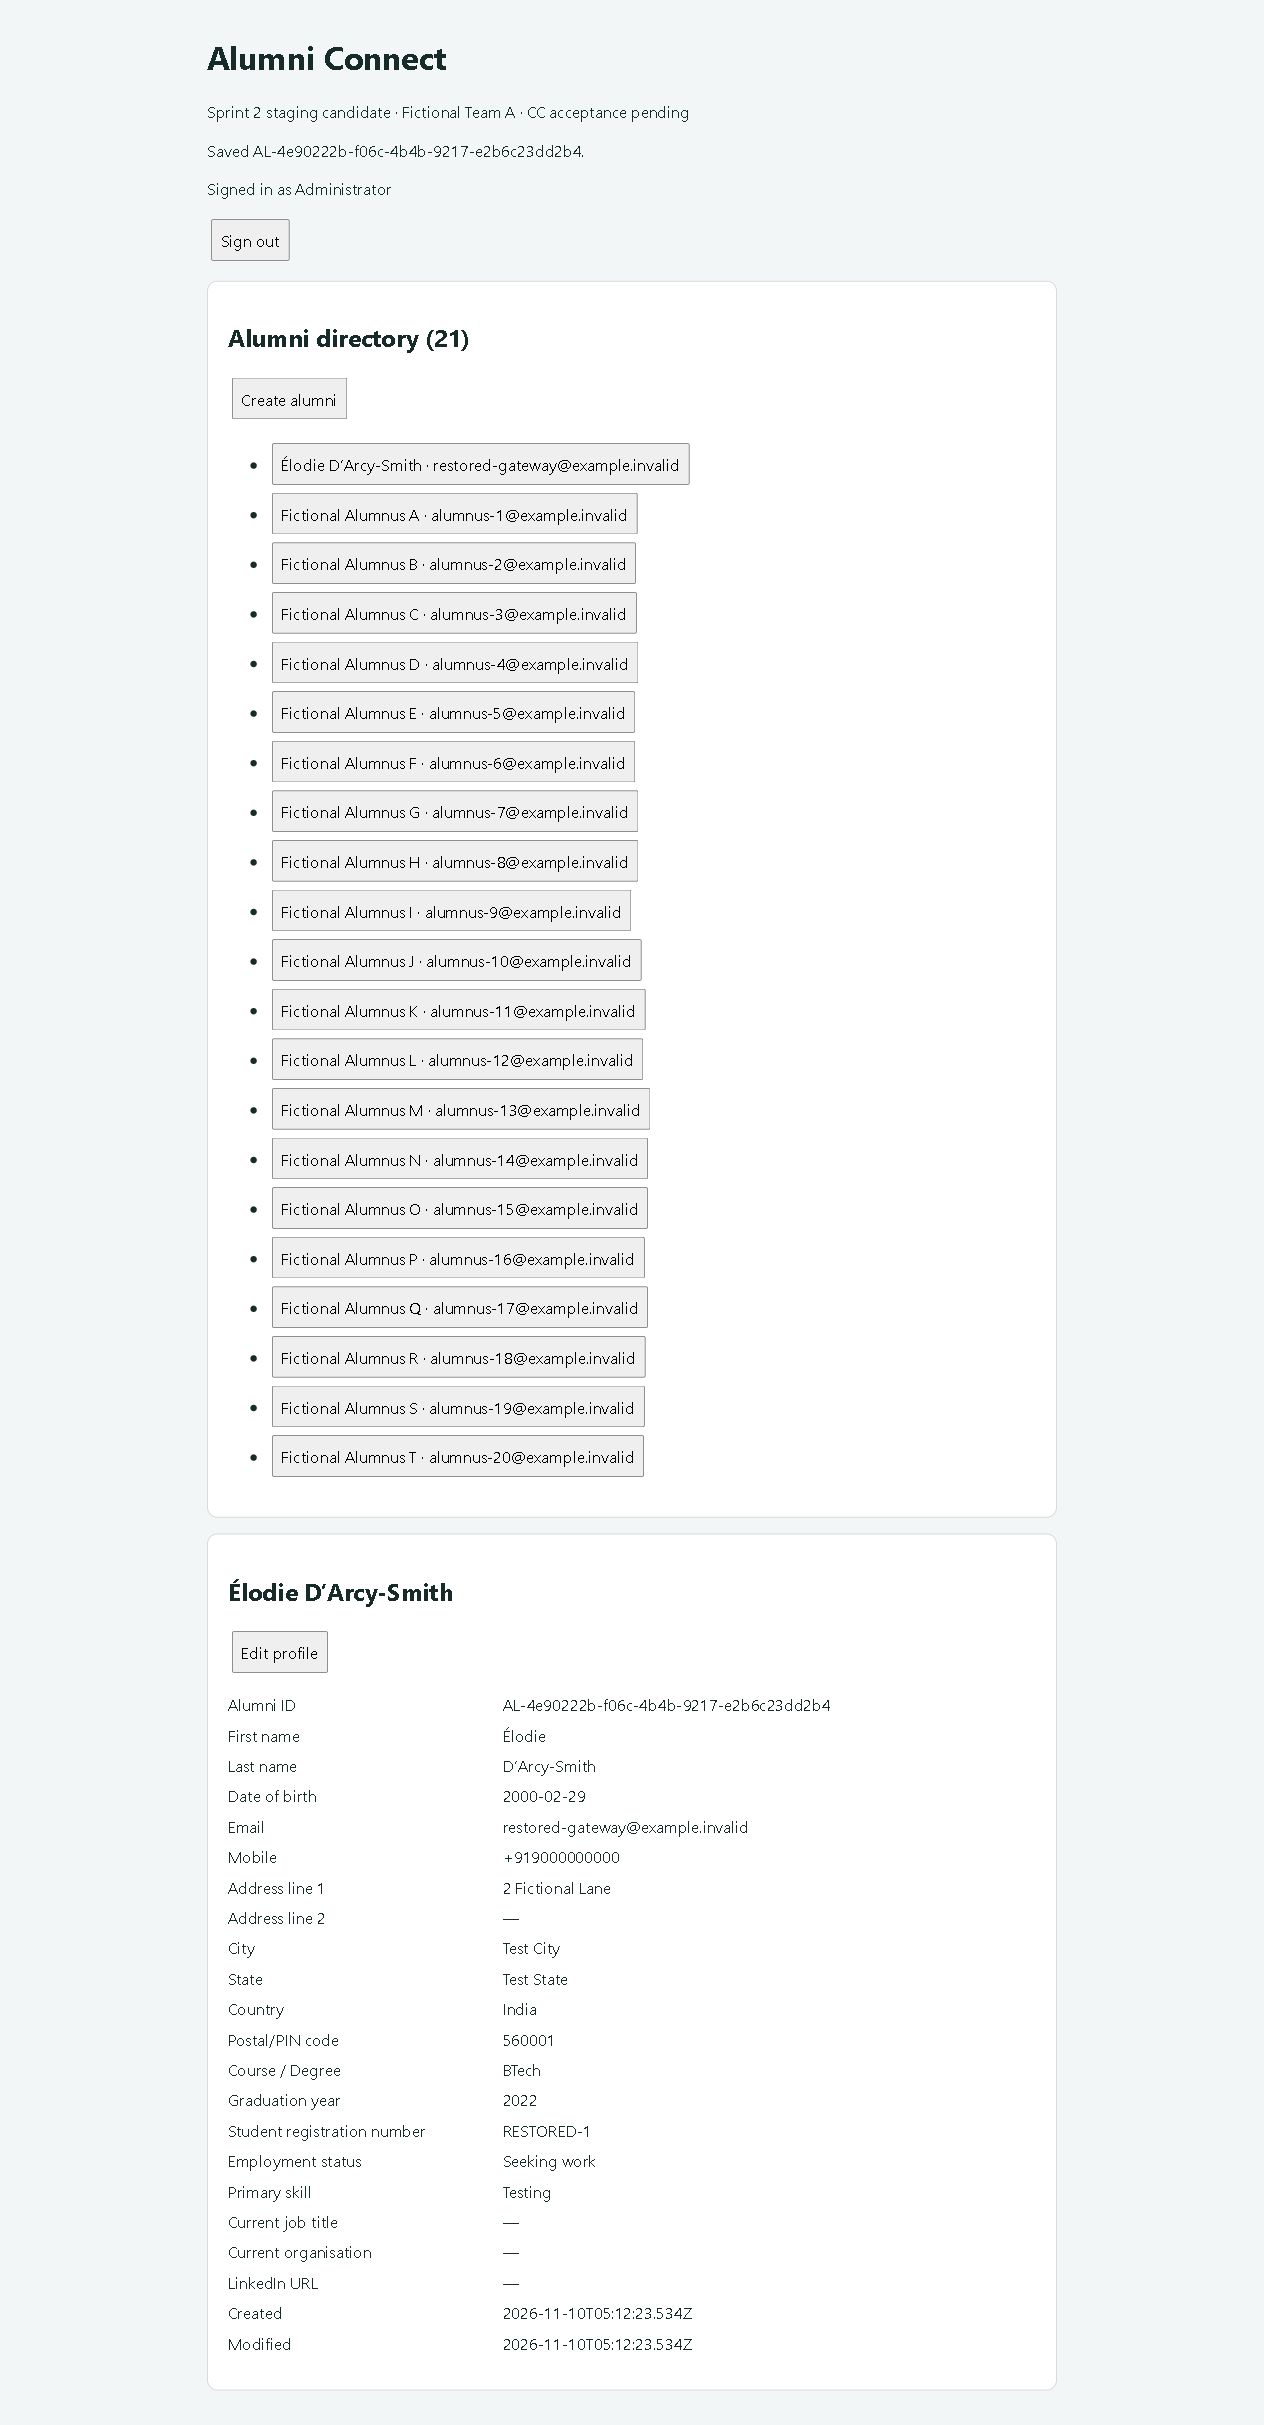 Alumni Connect
Sprint 2 staging candidate · Fictional Team A · CC acceptance pending
Saved AL-4e90222b-f06c-4b4b-9217-e2b6c23dd2b4.
Signed in as Administrator
Sign out
Alumni directory (21)
Create alumni
Élodie D’Arcy-Smith · restored-gateway@example.invalid
Fictional Alumnus A · alumnus-1@example.invalid
Fictional Alumnus B · alumnus-2@example.invalid
Fictional Alumnus C · alumnus-3@example.invalid
Fictional Alumnus D · alumnus-4@example.invalid
Fictional Alumnus E · alumnus-5@example.invalid
Fictional Alumnus F · alumnus-6@example.invalid
Fictional Alumnus G · alumnus-7@example.invalid
Fictional Alumnus H · alumnus-8@example.invalid
Fictional Alumnus I · alumnus-9@example.invalid
Fictional Alumnus J · alumnus-10@example.invalid
Fictional Alumnus K · alumnus-11@example.invalid
Fictional Alumnus L · alumnus-12@example.invalid
Fictional Alumnus M · alumnus-13@example.invalid
Fictional Alumnus N · alumnus-14@example.invalid
Fictional Alumnus O · alumnus-15@example.invalid
Fictional Alumnus P · alumnus-16@example.invalid
Fictional Alumnus Q · alumnus-17@example.invalid
Fictional Alumnus R · alumnus-18@example.invalid
Fictional Alumnus S · alumnus-19@example.invalid
Fictional Alumnus T · alumnus-20@example.invalid
Élodie D’Arcy-Smith
Edit profile
Alumni ID AL-4e90222b-f06c-4b4b-9217-e2b6c23dd2b4
First name Élodie
Last name D’Arcy-Smith
Date of birth 2000-02-29
Email restored-gateway@example.invalid
Mobile +919000000000
Address line 1 2 Fictional Lane
Address line 2 —
City Test City
State Test State
Country India
Postal/PIN code 560001
Course / Degree BTech
Graduation year 2022
Student registration number RESTORED-1
Employment status Seeking work
Primary skill Testing
Current job title —
Current organisation —
LinkedIn URL —
Created 2026-11-10T05:12:23.534Z
Modified 2026-11-10T05:12:23.534Z